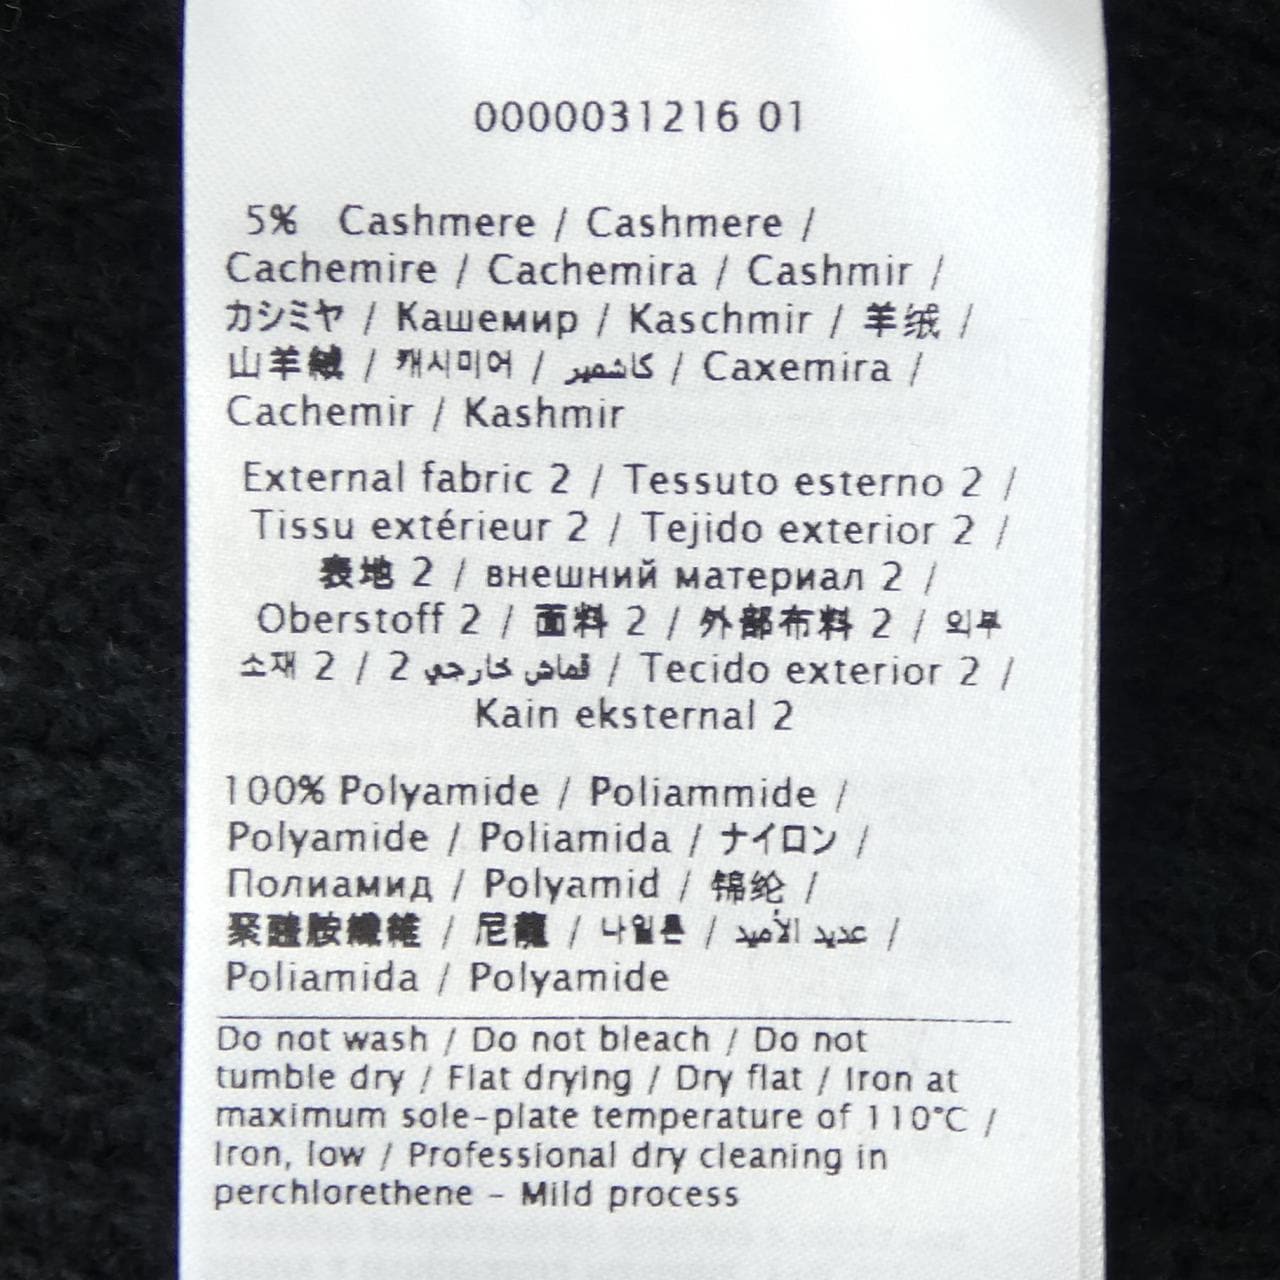 0000031216 01
5% Cashmere / Cashmere /
Cachemire / Cachemira / Cashmir /
カシミヤ / Кашемир / Kaschmir / 羊绒 /
山羊絨 / 캐시미어 / كاشمير / Caxemira /
Cachemir / Kashmir
External fabric 2 / Tessuto esterno 2 /
Tissu extérieur 2 / Tejido exterior 2 /
表地 2 / внешний материал 2 /
Oberstoff 2 / 面料 2 / 外部布料 2 / 외부
소재 2 / 2 قماش خارجي / Tecido exterior 2 /
Kain eksternal 2
100% Polyamide / Poliammide /
Polyamide / Poliamida / ナイロン /
Полиамид / Polyamid / 锦纶 /
聚醯胺纖維 / 尼龍 / 나일론 / عديد الأميد /
Poliamida / Polyamide
Do not wash / Do not bleach / Do not
tumble dry / Flat drying / Dry flat / Iron at
maximum sole-plate temperature of 110°C /
Iron, low / Professional dry cleaning in
perchlorethene - Mild process